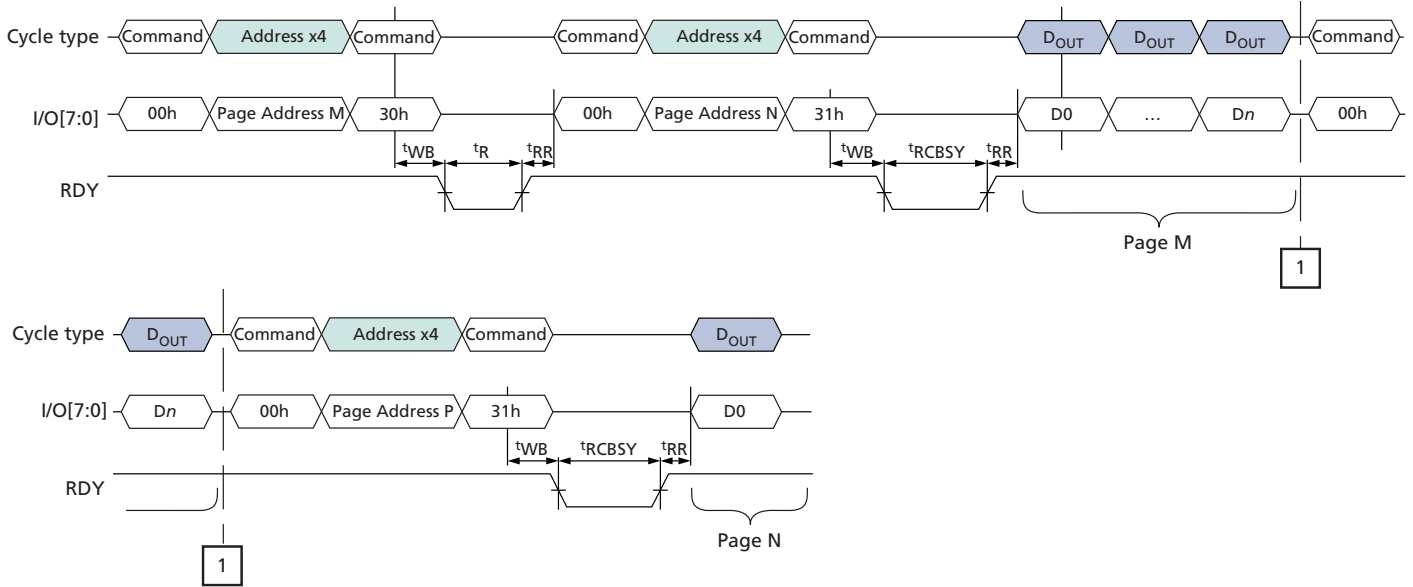 Cycle type Command Address x4 Command Command Address x4 Command DOUT DOUT DOUT Command
I/O[7:0] 00h Page Address M 30h 00h Page Address N 31h D0 … Dn 00h
tWB tR tRR tWB tRCBSY tRR
RDY
Page M
1
Cycle type DOUT Command Address x4 Command DOUT
I/O[7:0] Dn 00h Page Address P 31h D0
tWB tRCBSY tRR
RDY
Page N
1